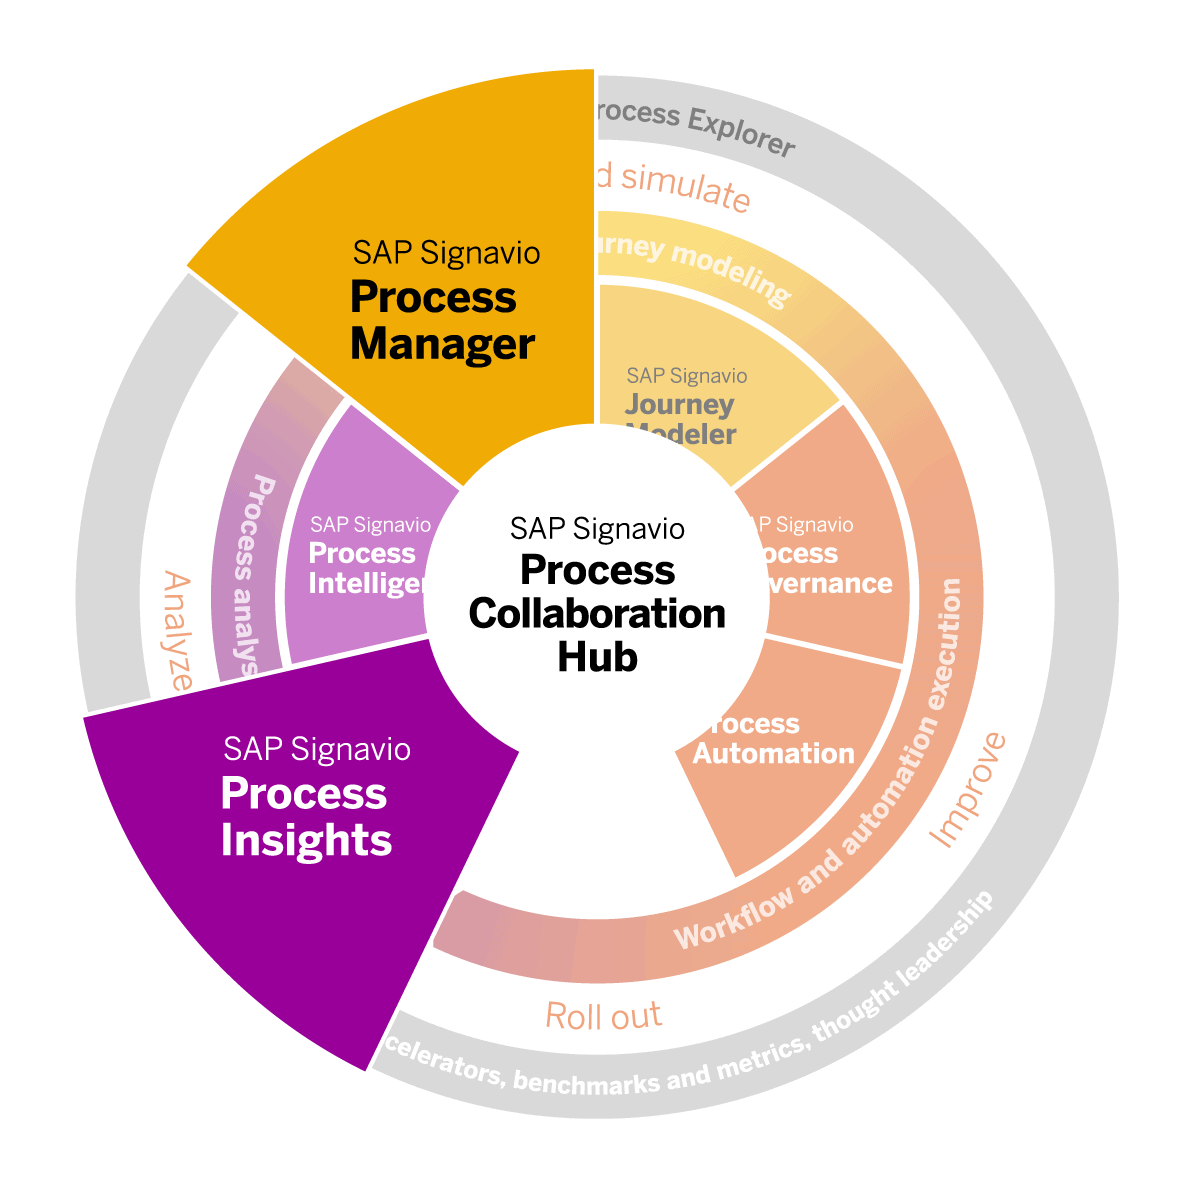 rocess Explorer
d simulate
urney modeling
SAP Signavio
Process
Manager
SAP Signavio
Journey
Modeler
SAP Signavio
Process
Intelliger
Process analys
Analyze
SAP Signavio
Process
Collaboration
Hub
AP Signavio
ocess
vernance
rocess
Automation
Workflow and automation execution
Improve
SAP Signavio
Process
Insights
Roll out
celerators, benchmarks and metrics, thought leadership